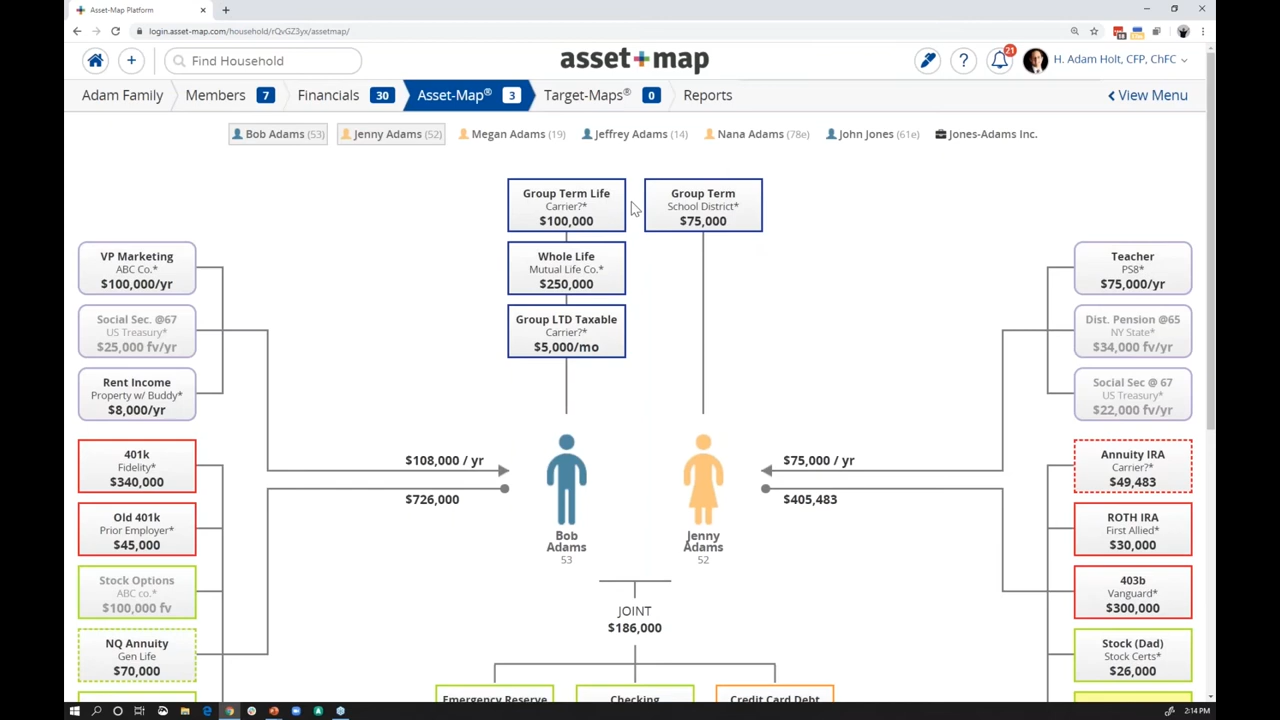 Asset-Map Platform
login.asset-map.com/household/rQvGZ3yx/assetmap/
Find Household
asset+map
21
H. Adam Holt, CFP, ChFC
Adam Family
Members 7
Financials 30
Asset-Map® 3
Target-Maps® 0
Reports
View Menu
Bob Adams (53)
Jenny Adams (52)
Megan Adams (19)
Jeffrey Adams (14)
Nana Adams (78e)
John Jones (61e)
Jones-Adams Inc.
Group Term Life
Carrier?*
$100,000
Group Term
School District*
$75,000
Whole Life
Mutual Life Co.*
$250,000
Group LTD Taxable
Carrier?*
$5,000/mo
VP Marketing
ABC Co.*
$100,000/yr
Social Sec. @67
US Treasury*
$25,000 fv/yr
Rent Income
Property w/ Buddy*
$8,000/yr
401k
Fidelity*
$340,000
Old 401k
Prior Employer*
$45,000
Stock Options
ABC co.*
$100,000 fv
NQ Annuity
Gen Life
$70,000
$108,000 / yr
$726,000
Bob
Adams
53
Jenny
Adams
52
$75,000 / yr
$405,483
JOINT
$186,000
Emergency Reserve
Checking
Credit Card Debt
Teacher
PS8*
$75,000/yr
Dist. Pension @65
NY State*
$34,000 fv/yr
Social Sec @ 67
US Treasury*
$22,000 fv/yr
Annuity IRA
Carrier?*
$49,483
ROTH IRA
First Allied*
$30,000
403b
Vanguard*
$300,000
Stock (Dad)
Stock Certs*
$26,000
2:14 PM